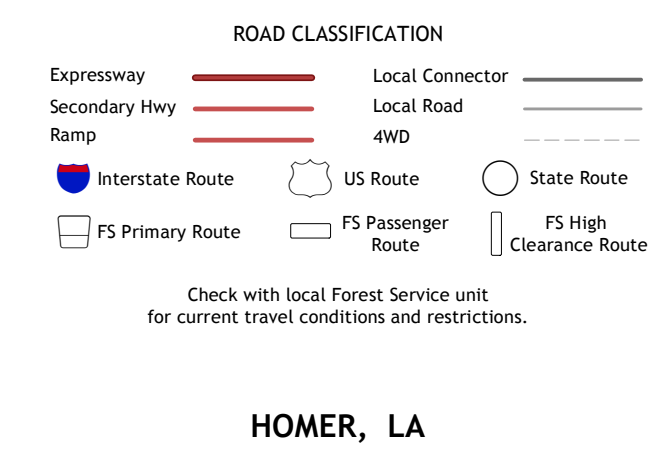 ROAD CLASSIFICATION
Expressway
Local Connector
Secondary Hwy
Local Road
Ramp
4WD
Interstate Route
US Route
State Route
FS Primary Route
FS Passenger
Route
FS High
Clearance Route
Check with local Forest Service unit
for current travel conditions and restrictions.
HOMER, LA